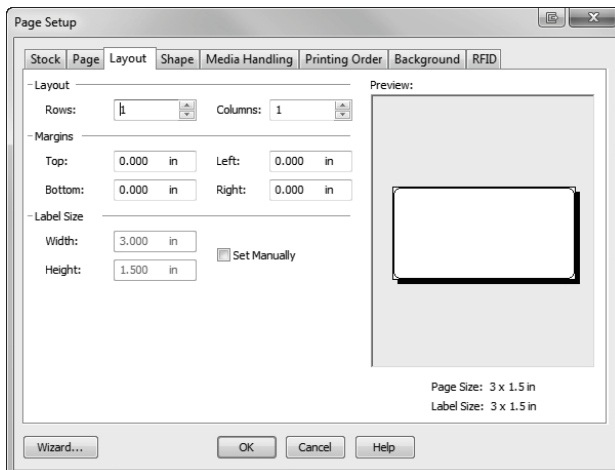 Page Setup
Stock Page Layout Shape Media Handling Printing Order Background RFID
Layout
Rows: 1 Columns: 1
Margins
Top: 0.000 in Left: 0.000 in
Bottom: 0.000 in Right: 0.000 in
Label Size
Width: 3.000 in
Height: 1.500 in
Set Manually
Preview:
Page Size: 3 x 1.5 in
Label Size: 3 x 1.5 in
Wizard... OK Cancel Help